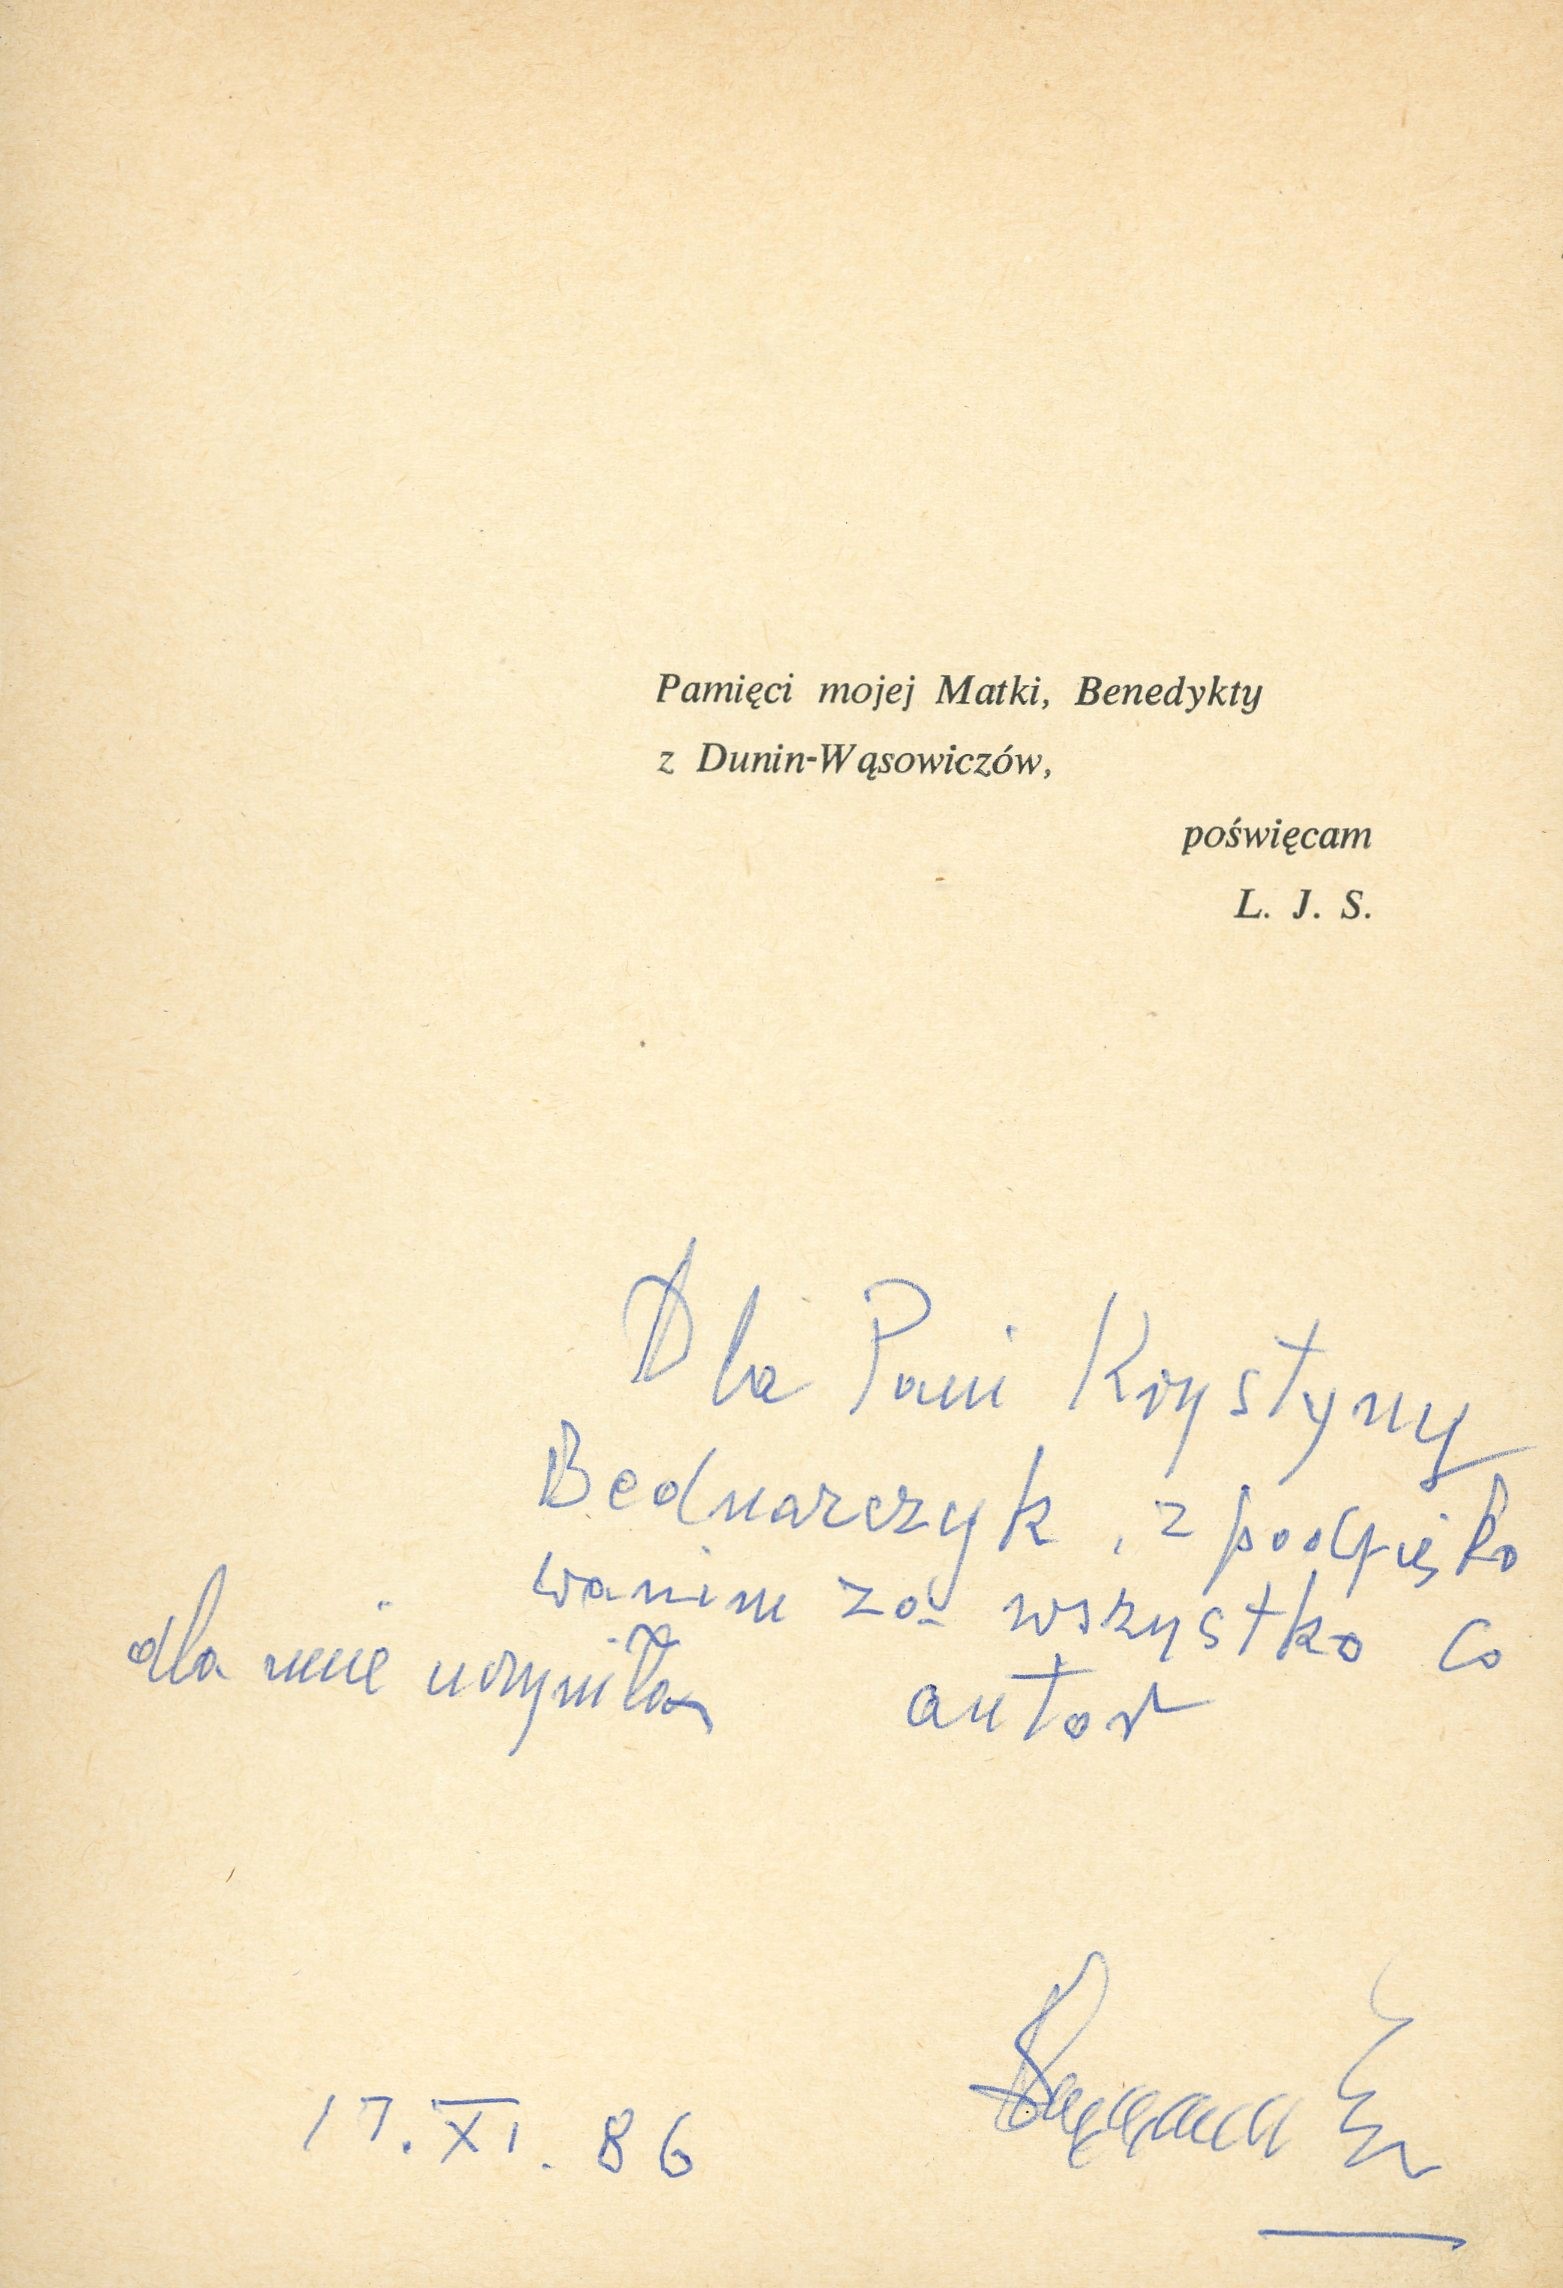 Pamięci mojej Matki, Benedykty
z Dunin-Wąsowiczów,
poświęcam
L. J. S.
Dla Pani Krystyny
Bednarczyk, z podzięko
waniem za wszystko co
dla mnie uczyniła
autor
17. XI. 86